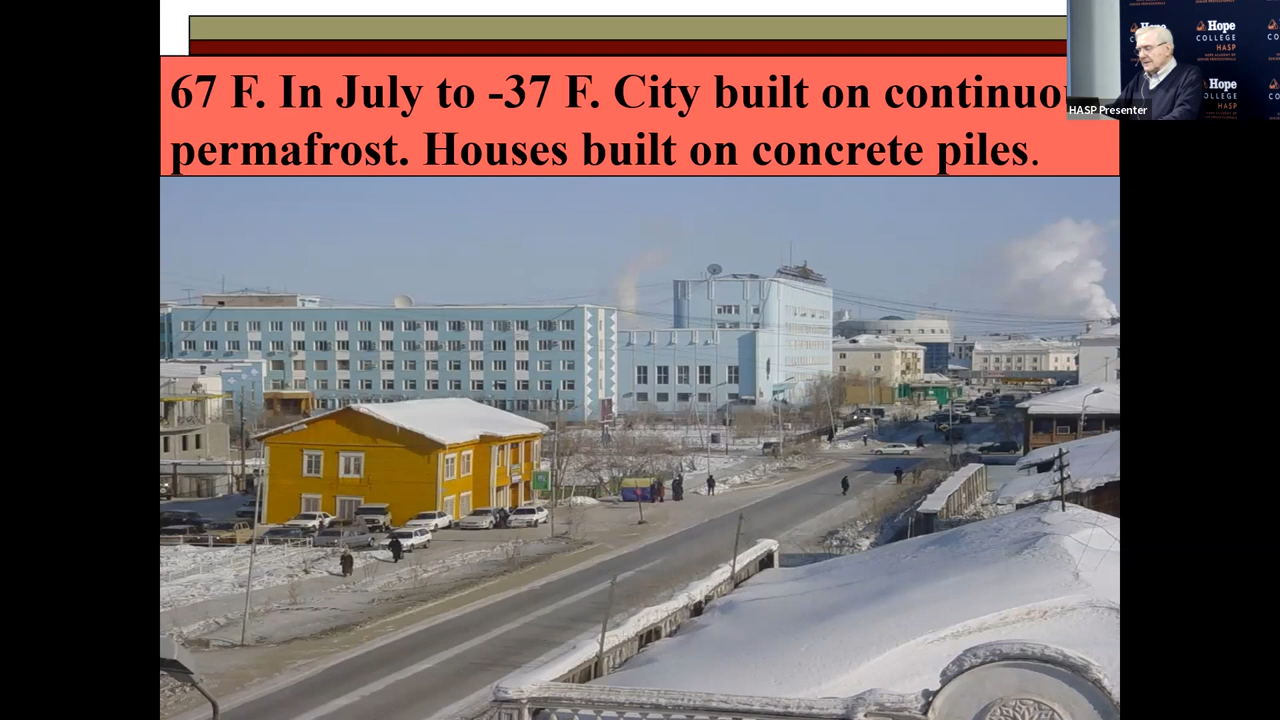 67 F. In July to -37 F. City built on continuo
permafrost. Houses built on concrete piles.
HASP Presenter
Hope
COLLEGE
HASP
Hope
COLLEGE
HASP